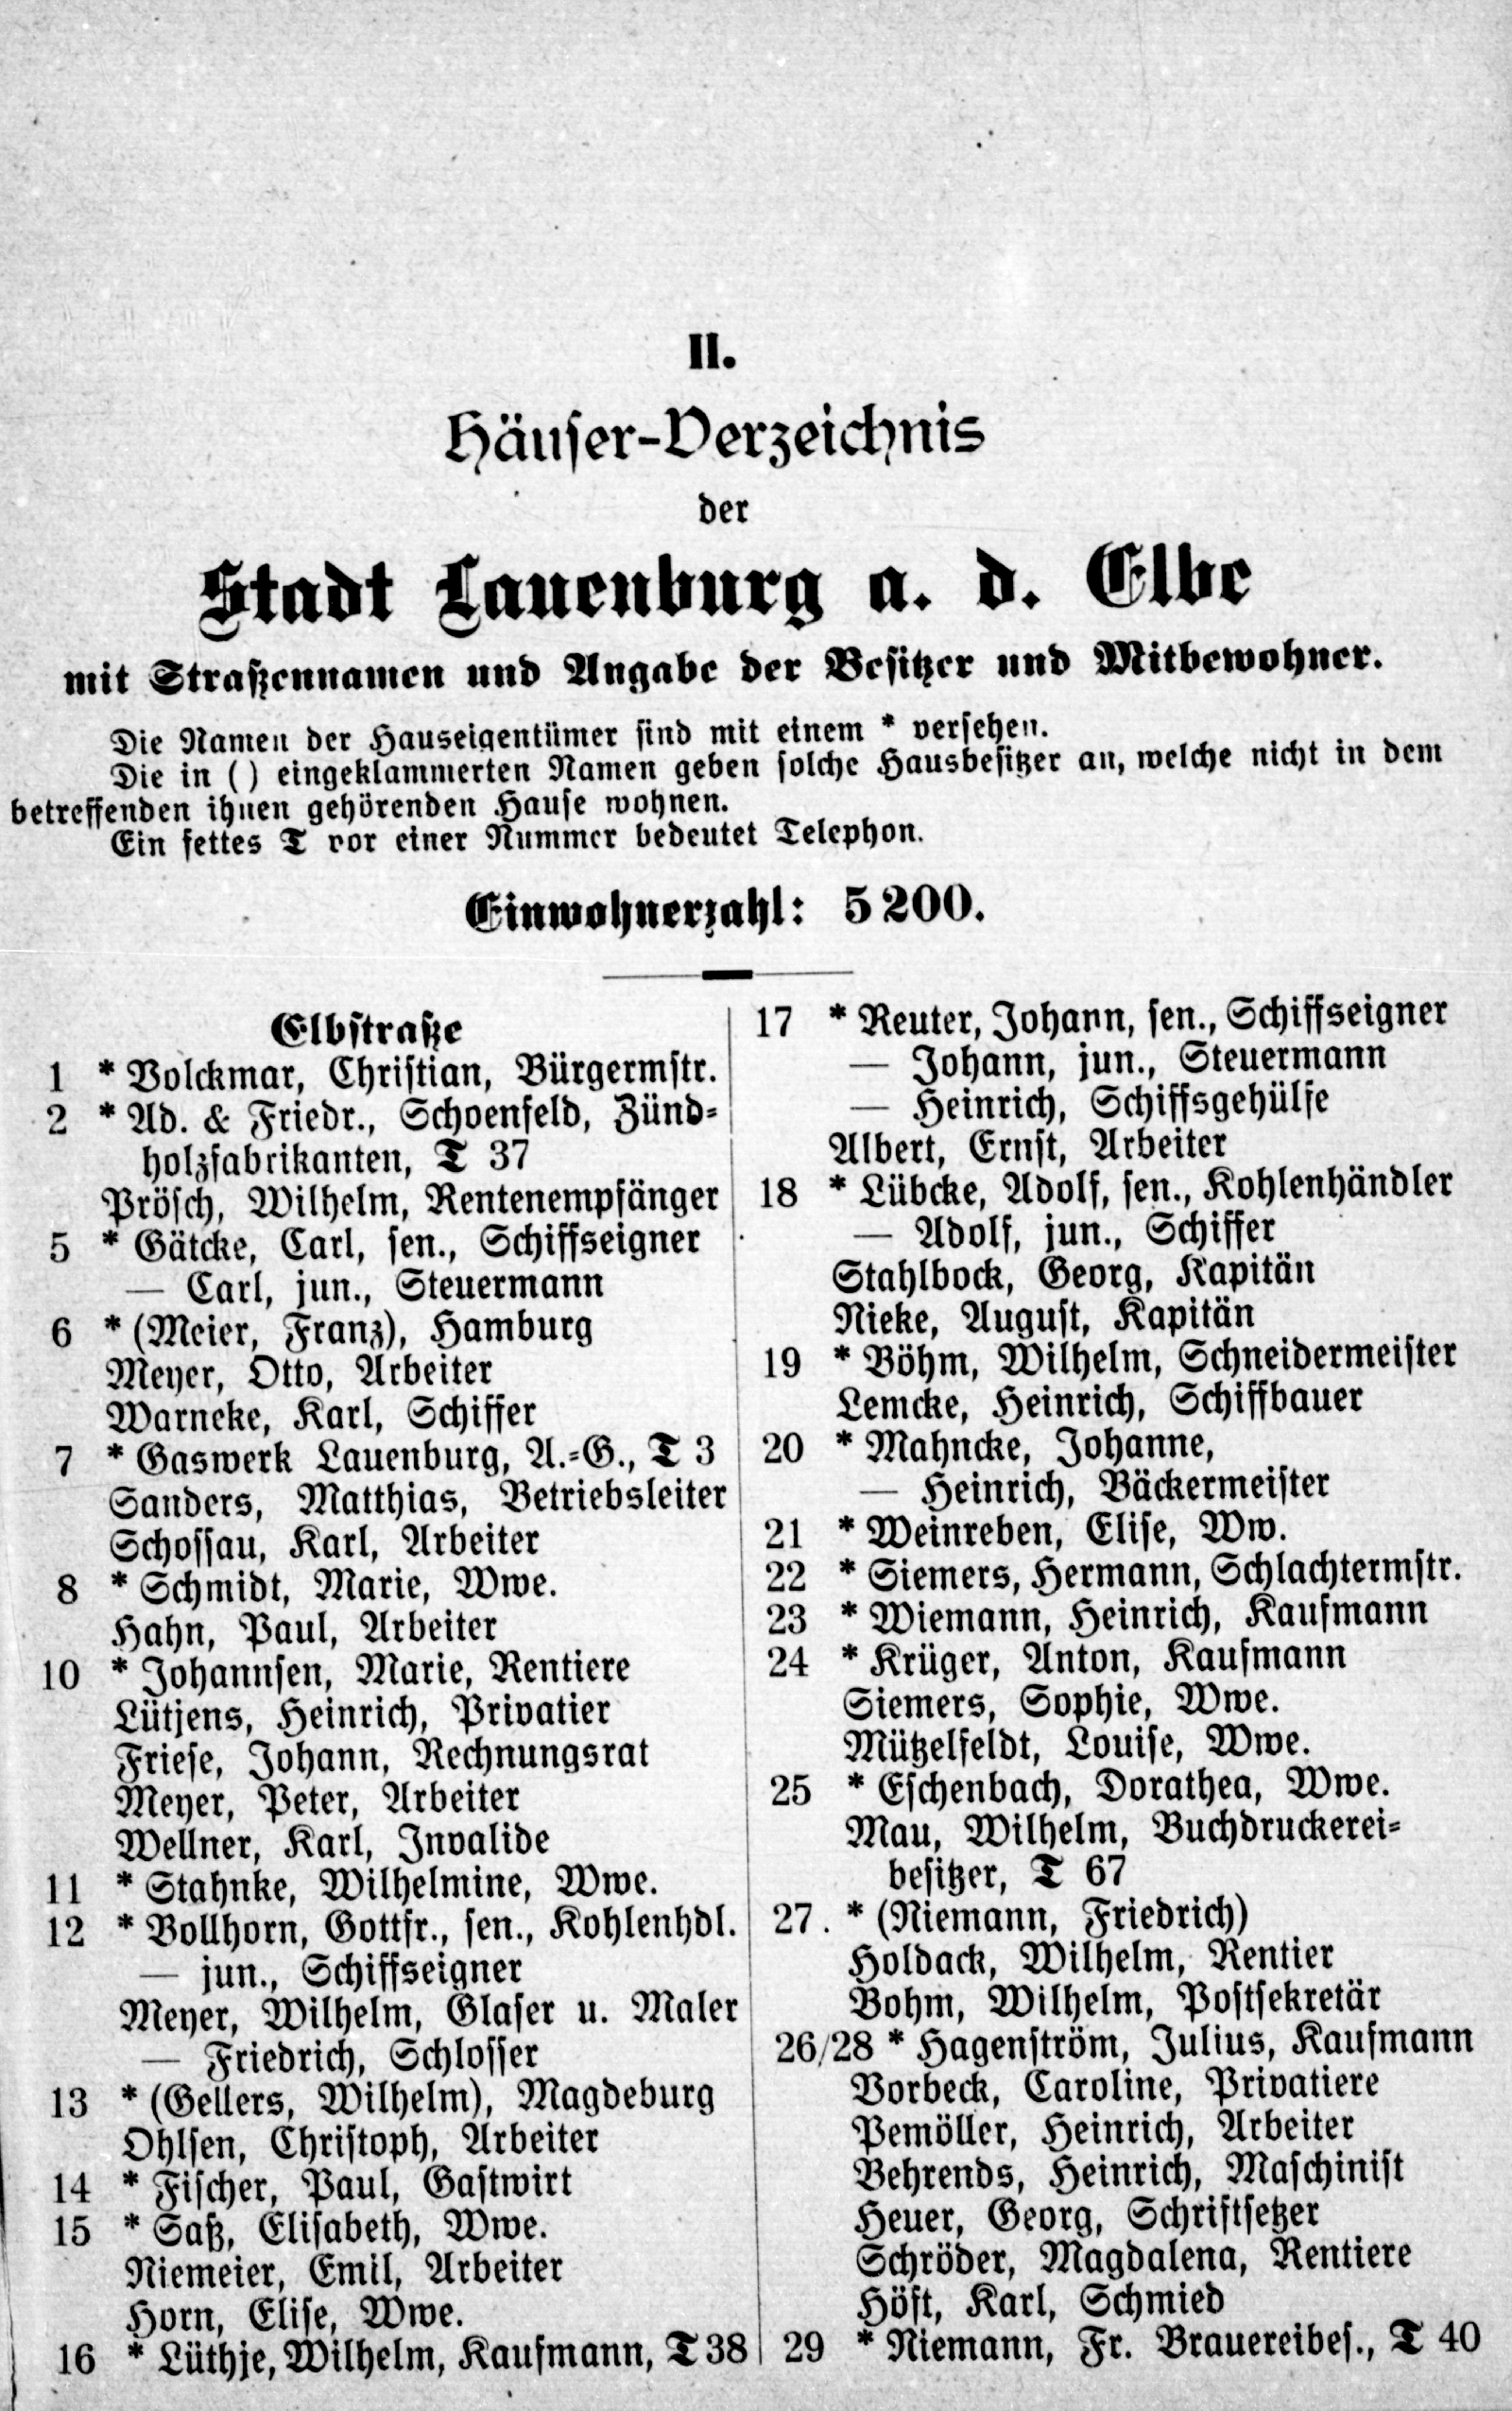 II.
Häuser-Verzeichnis
der
Stadt Lauenburg a. d. Elbe
mit Straßennamen und Angabe der Besitzer und Mitbewohner.
Die Namen der Hauseigentümer sind mit einem * versehen.
Die in ( ) eingeklammerten Namen geben solche Hausbesitzer an, welche nicht in dem
betreffenden ihnen gehörenden Hause wohnen.
Ein fettes T vor einer Nummer bedeutet Telephon.
Einwohnerzahl: 5200.
Elbstraße
1 * Volckmar, Christian, Bürgermstr.
2 * Ad. & Friedr., Schoenfeld, Zünd-
holzfabrikanten, T 37
Prösch, Wilhelm, Rentenempfänger
5 * Gätcke, Carl, sen., Schiffseigner
— Carl, jun., Steuermann
6 * (Meier, Franz), Hamburg
Meyer, Otto, Arbeiter
Warneke, Karl, Schiffer
7 * Gaswerk Lauenburg, A.-G., T 3
Sanders, Matthias, Betriebsleiter
Schossau, Karl, Arbeiter
8 * Schmidt, Marie, Wwe.
Hahn, Paul, Arbeiter
10 * Johannsen, Marie, Rentiere
Lütjens, Heinrich, Privatier
Friese, Johann, Rechnungsrat
Meyer, Peter, Arbeiter
Wellner, Karl, Invalide
11 * Stahnke, Wilhelmine, Wwe.
12 * Vollhorn, Gottfr., sen., Kohlenhdl.
— jun., Schiffseigner
Meyer, Wilhelm, Glaser u. Maler
— Friedrich, Schlosser
13 * (Gellers, Wilhelm), Magdeburg
Ohlsen, Christoph, Arbeiter
14 * Fischer, Paul, Gastwirt
15 * Saß, Elisabeth, Wwe.
Niemeier, Emil, Arbeiter
Horn, Elise, Wwe.
16 * Lüthje, Wilhelm, Kaufmann, T 38
17 * Reuter, Johann, sen., Schiffseigner
— Johann, jun., Steuermann
— Heinrich, Schiffsgehülfe
Albert, Ernst, Arbeiter
18 * Lübcke, Adolf, sen., Kohlenhändler
— Adolf, jun., Schiffer
Stahlbock, Georg, Kapitän
Nieke, August, Kapitän
19 * Böhm, Wilhelm, Schneidermeister
Lemcke, Heinrich, Schiffbauer
20 * Mahncke, Johanne,
— Heinrich, Bäckermeister
21 * Weinreben, Elise, Ww.
22 * Siemers, Hermann, Schlachtermstr.
23 * Wiemann, Heinrich, Kaufmann
24 * Krüger, Anton, Kaufmann
Siemers, Sophie, Wwe.
Mützelfeldt, Louise, Wwe.
25 * Eschenbach, Dorathea, Wwe.
Mau, Wilhelm, Buchdruckerei-
besitzer, T 67
27. * (Niemann, Friedrich)
Holdack, Wilhelm, Rentier
Bohm, Wilhelm, Postsekretär
26/28 * Hagenström, Julius, Kaufmann
Vorbeck, Caroline, Privatiere
Pemöller, Heinrich, Arbeiter
Behrends, Heinrich, Maschinist
Heuer, Georg, Schriftsetzer
Schröder, Magdalena, Rentiere
Höft, Karl, Schmied
29 * Niemann, Fr. Brauereibes., T 40